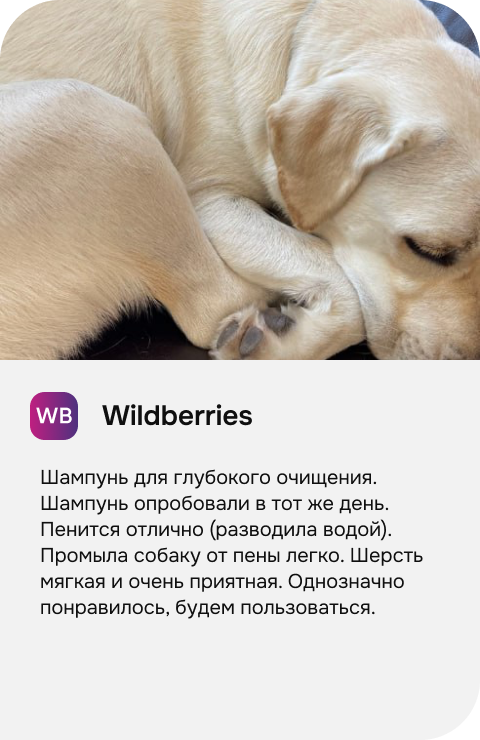 WB
Wildberries
Шампунь для глубокого очищения.
Шампунь опробовали в тот же день.
Пенится отлично (разводила водой).
Промыла собаку от пены легко. Шерсть
мягкая и очень приятная. Однозначно
понравилось, будем пользоваться.